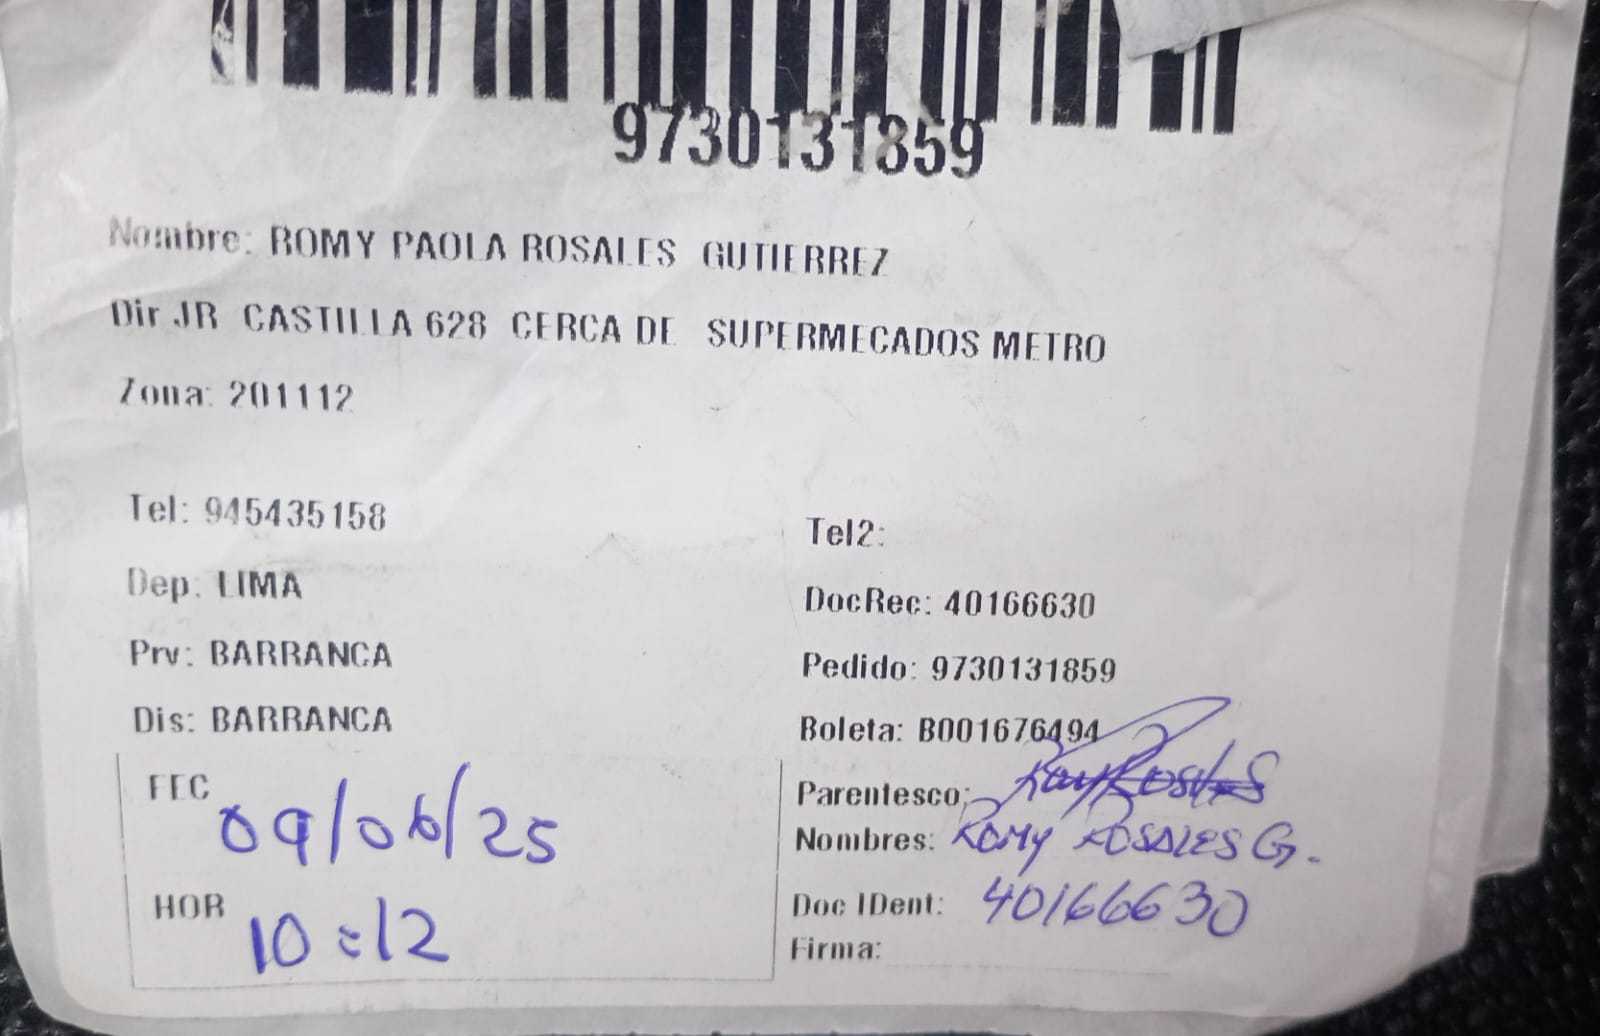 9730131859
Nombre: ROMY PAOLA ROSALES GUTIERREZ
Dir JR CASTILLA 628 CERCA DE SUPERMECADOS METRO
Zona: 201112
Tel: 945435158
Tel2:
Dep: LIMA
DocRec: 40166630
Prv: BARRANCA
Pedido: 9730131859
Dis: BARRANCA
Boleta: B001676494
FEC 09/06/25
Parentesco: Romy Rosales
Nombres: ROMY ROSALES G.
HOR 10:12
Doc IDent: 40166630
Firma: